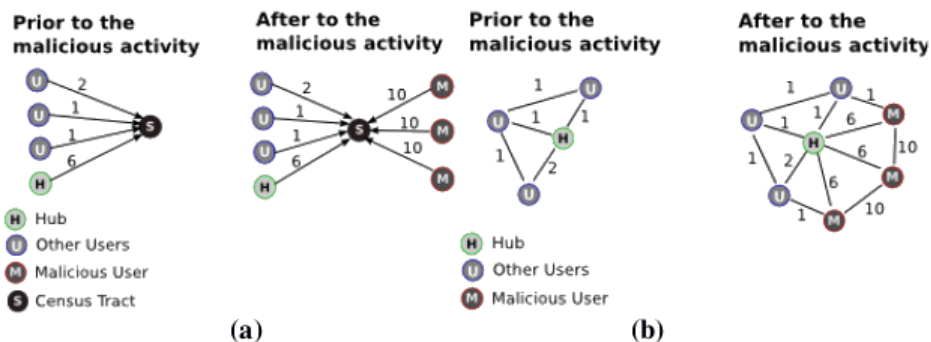 Prior to the
malicious activity
U
U
U
H
2
1
1
6
S
H Hub
U Other Users
M Malicious User
S Census Tract
After to the
malicious activity
U
U
U
H
2
1
1
6
S
10
10
10
M
M
M
(a)
Prior to the
malicious activity
U
U
H
U
1
1
1
1
2
H Hub
U Other Users
M Malicious User
(b)
After to the
malicious activity
U
U
H
U
M
M
M
1
1
1
1
1
2
6
6
6
10
10
1